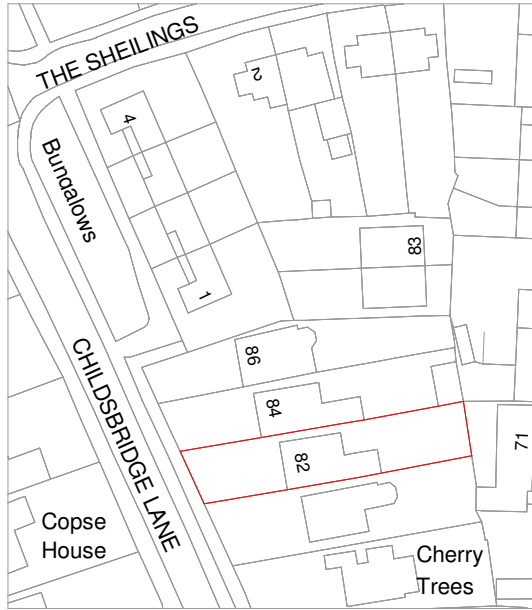 THE SHEILINGS
2
4
Bungalows
83
1
86
CHILDSBRIDGE LANE
84
71
82
Copse
House
Cherry
Trees